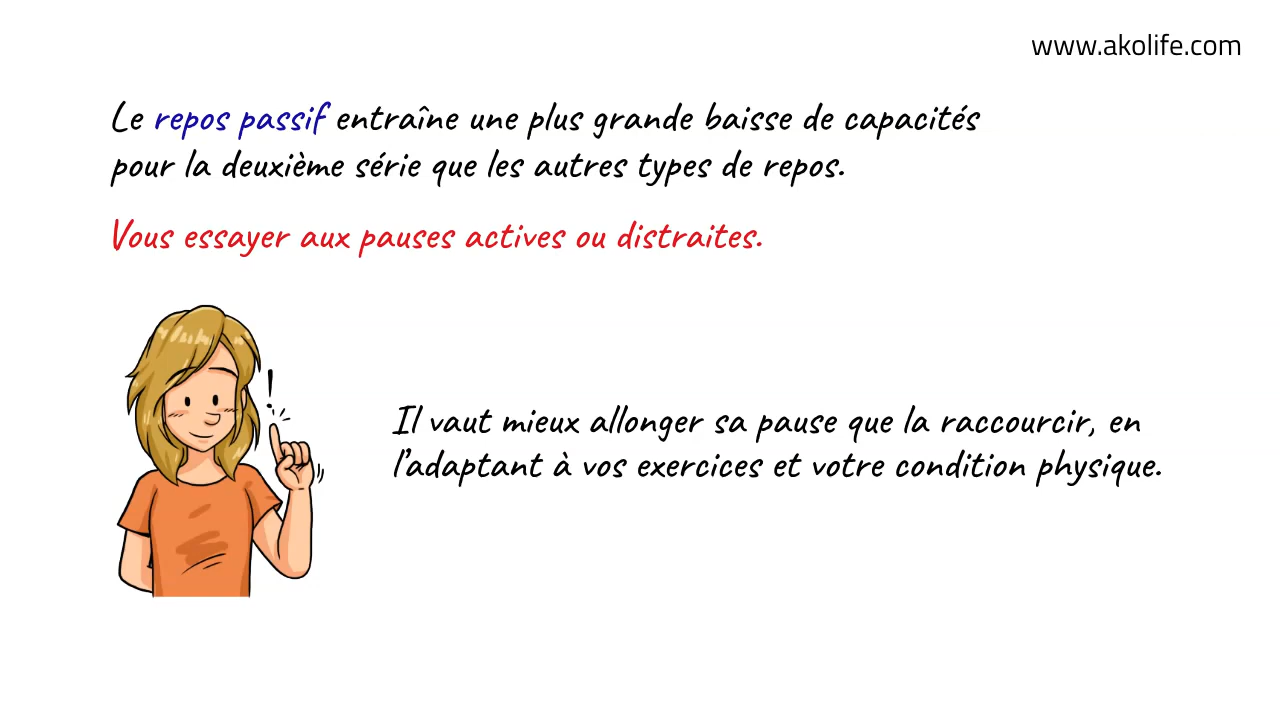 www.akolife.com
Le repos passif entraîne une plus grande baisse de capacités
pour la deuxième série que les autres types de repos.
Vous essayer aux pauses actives ou distraites.
!
Il vaut mieux allonger sa pause que la raccourcir, en
l'adaptant à vos exercices et votre condition physique.